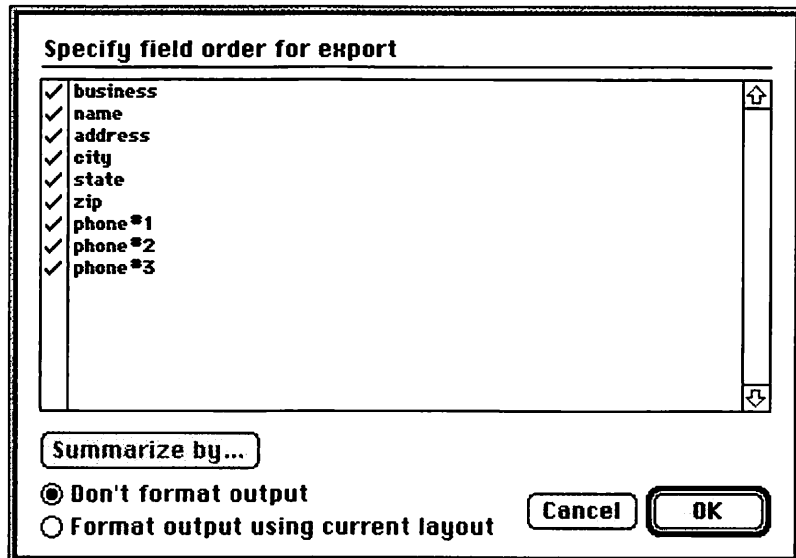 Specify field order for export
business
name
address
city
state
zip
phone#1
phone#2
phone#3
Summarize by...
Don't format output
Format output using current layout
Cancel
OK